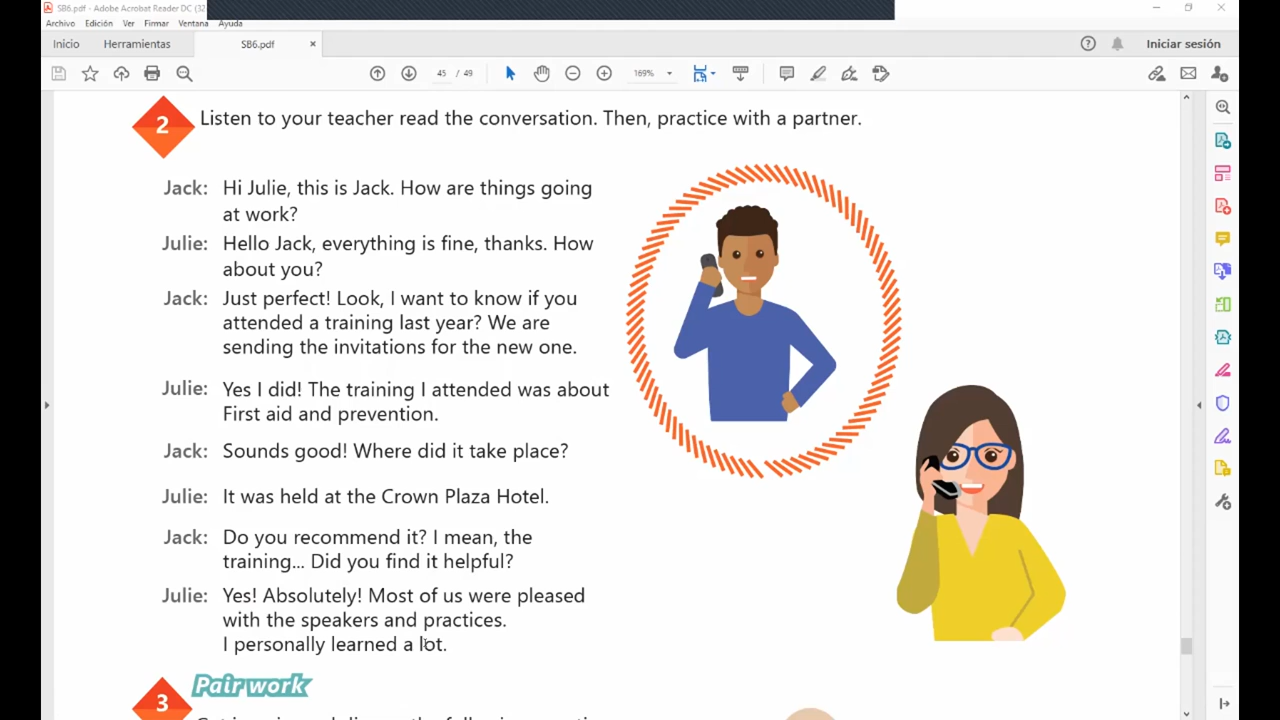 SB6.pdf - Adobe Acrobat Reader DC (32
Archivo Edición Ver Firmar Ventana Ayuda
Inicio Herramientas SB6.pdf × Iniciar sesión
45 / 49 169%
2 Listen to your teacher read the conversation. Then, practice with a partner.
Jack: Hi Julie, this is Jack. How are things going
at work?
Julie: Hello Jack, everything is fine, thanks. How
about you?
Jack: Just perfect! Look, I want to know if you
attended a training last year? We are
sending the invitations for the new one.
Julie: Yes I did! The training I attended was about
First aid and prevention.
Jack: Sounds good! Where did it take place?
Julie: It was held at the Crown Plaza Hotel.
Jack: Do you recommend it? I mean, the
training... Did you find it helpful?
Julie: Yes! Absolutely! Most of us were pleased
with the speakers and practices.
I personally learned a lot.
3 Pair work